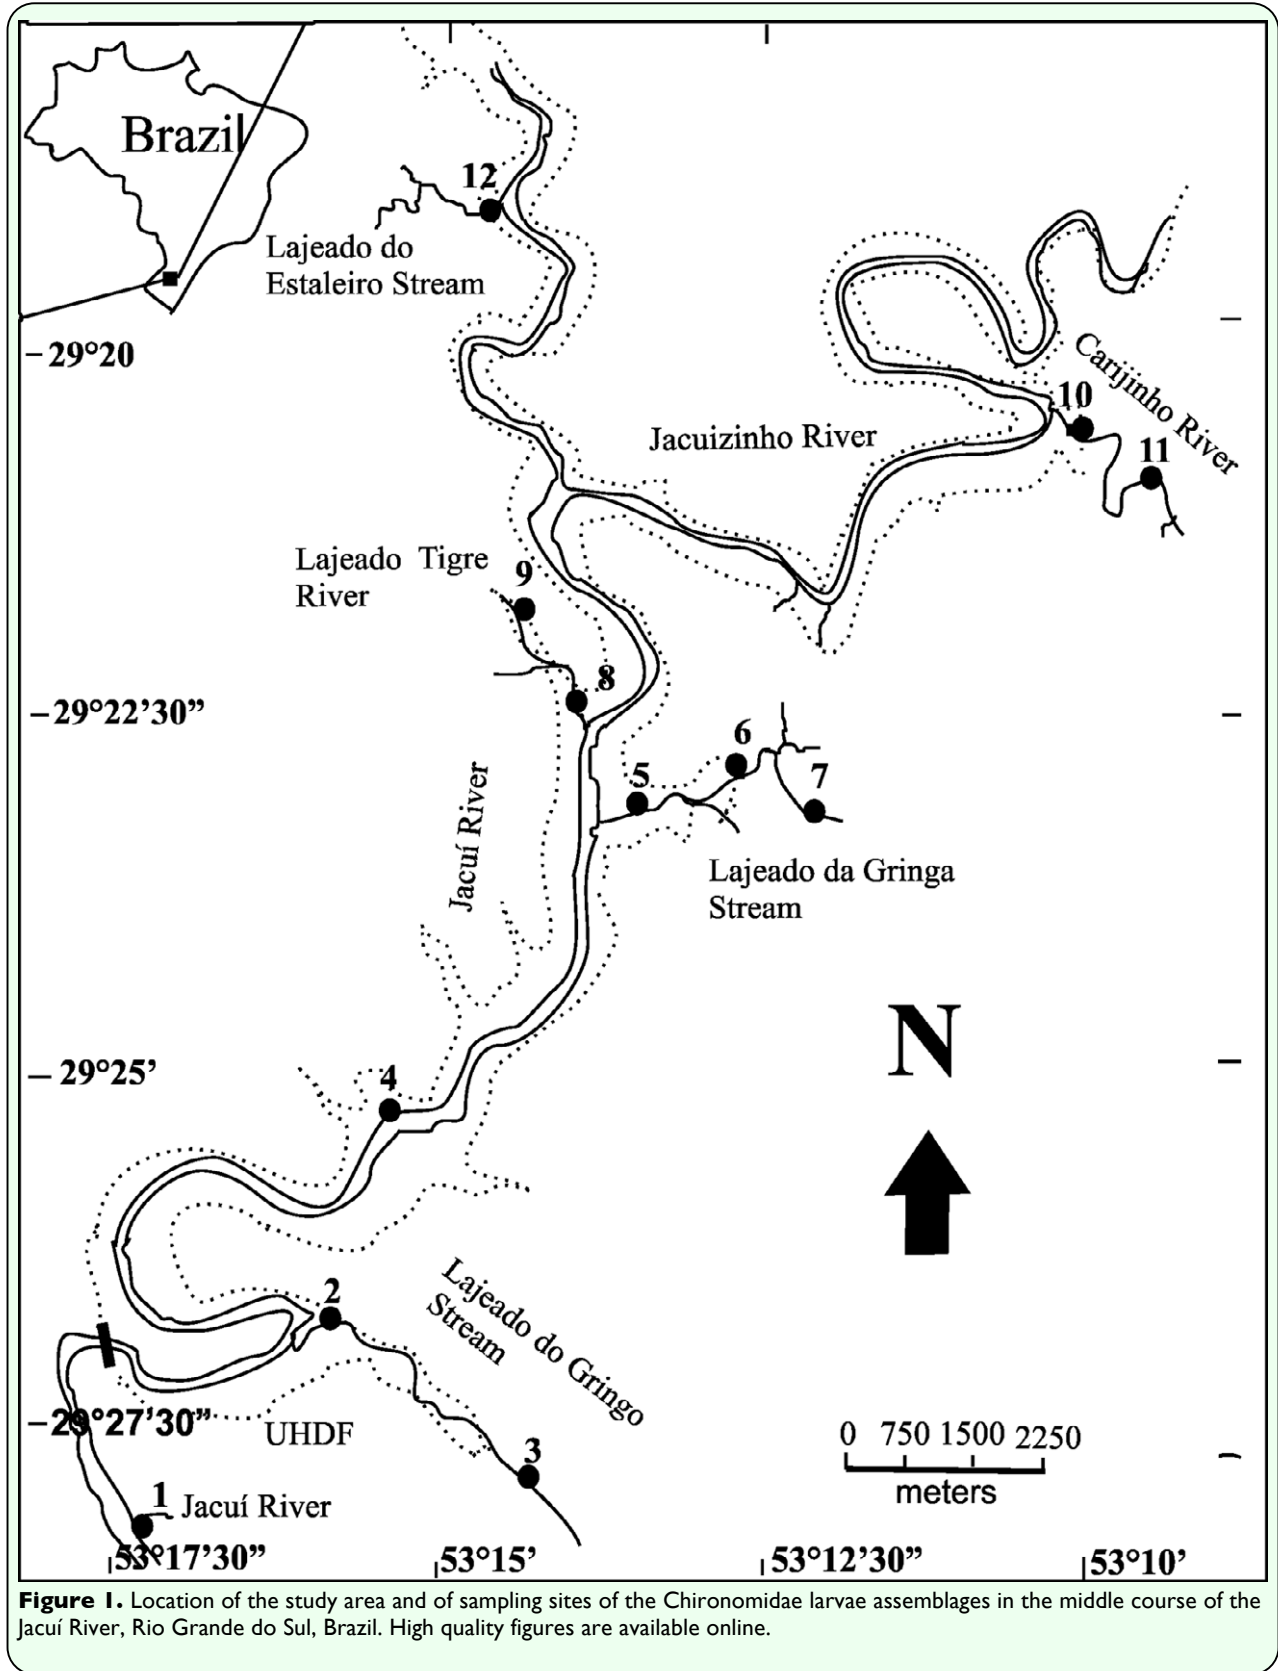 Brazil
12
Lajeado do
Estaleiro Stream
29°20
Carijinho River
10
11
Jacuizinho River
Lajeado Tigre
River
9
8
29°22'30”
6
5
7
Jacuí River
Lajeado da Gringa
Stream
N
29°25’
4
2
Lajeado do Gringo
Stream
29°27'30”
UHDF
3
0 750 1500 2250
meters
1
Jacuí River
53°17'30”
53°15’
53°12'30”
53°10’
Figure 1. Location of the study area and of sampling sites of the Chironomidae larvae assemblages in the middle course of the
Jacuí River, Rio Grande do Sul, Brazil. High quality figures are available online.